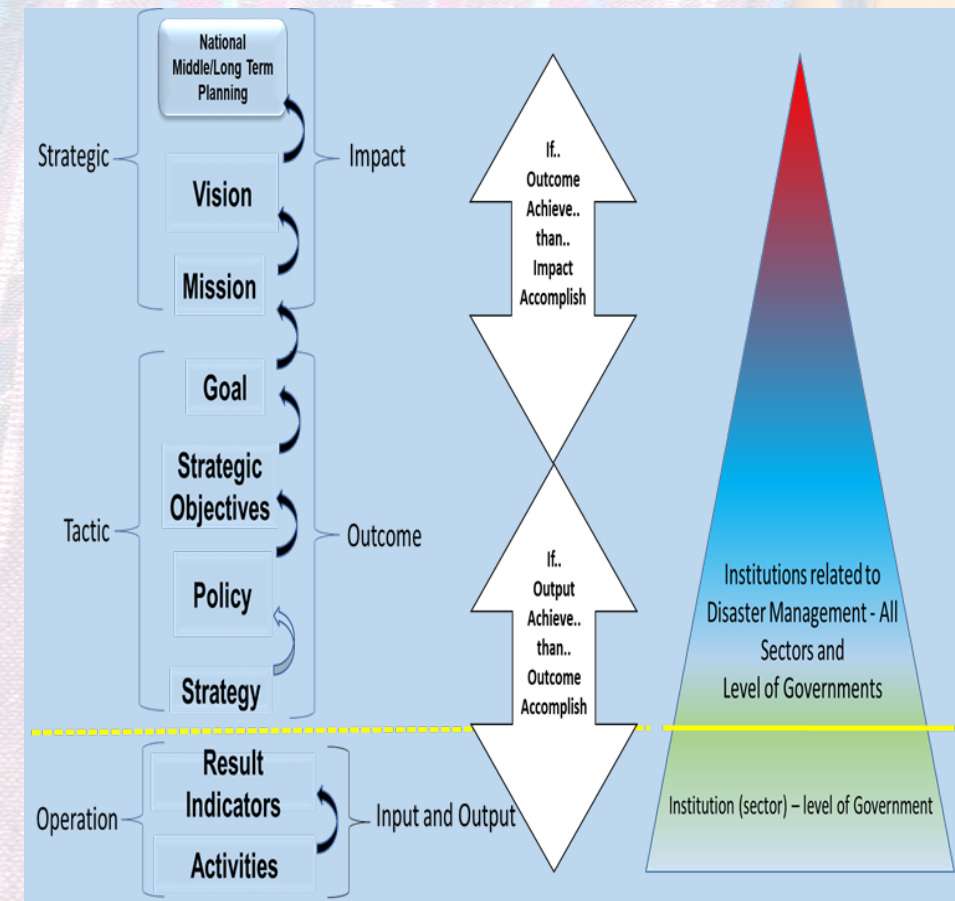 National
Middle/Long Term
Planning
Strategic
Impact
Vision
Mission
Goal
Strategic
Objectives
Tactic
Outcome
Policy
Strategy
Result
Indicators
Operation
Input and Output
Activities
If..
Outcome
Achieve..
than..
Impact
Accomplish
If..
Output
Achieve..
than..
Outcome
Accomplish
Institutions related to
Disaster Management - All
Sectors and
Level of Governments
Institution (sector) – level of Government